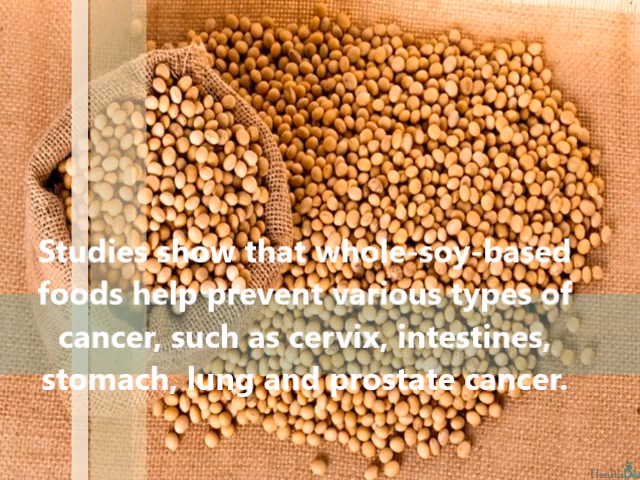 Studies show that whole-soy-based
foods help prevent various types of
cancer, such as cervix, intestines,
stomach, lung and prostate cancer.